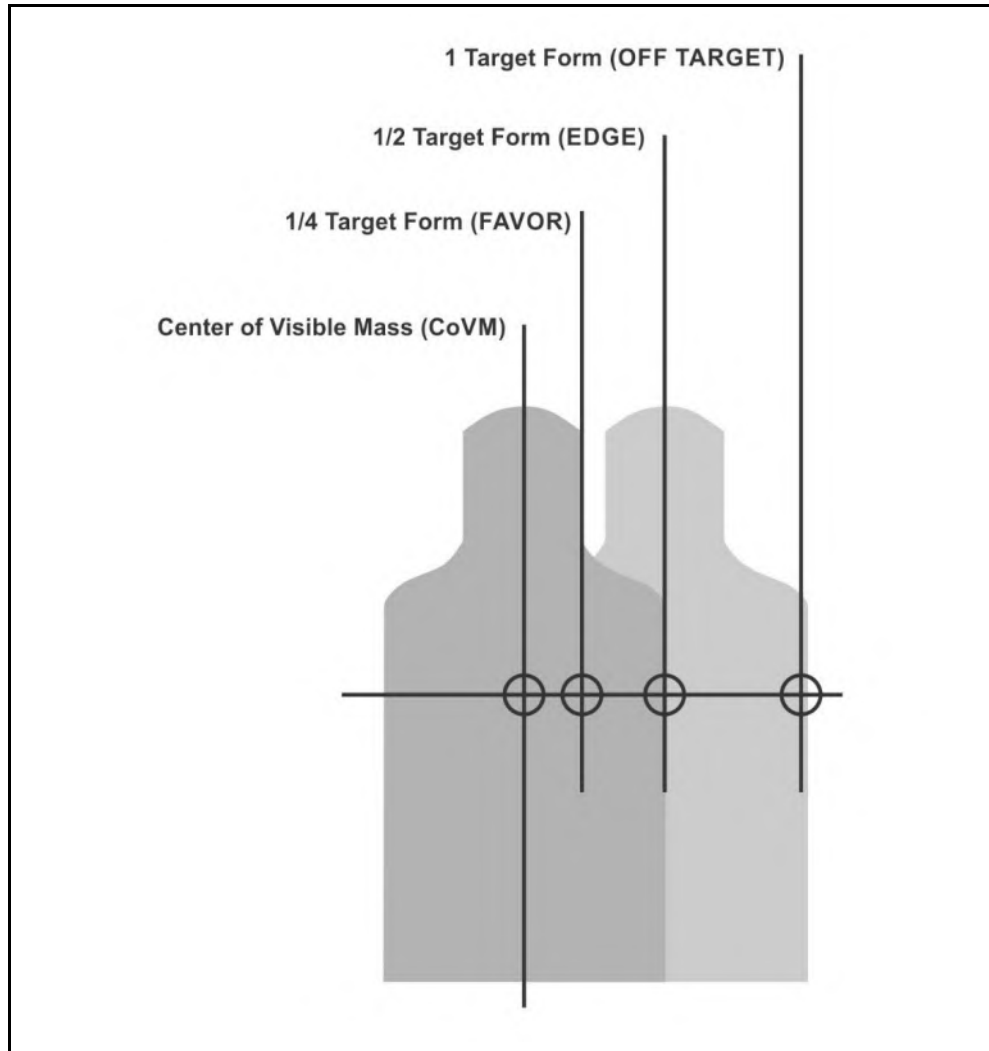 1 Target Form (OFF TARGET)
1/2 Target Form (EDGE)
1/4 Target Form (FAVOR)
Center of Visible Mass (CoVM)